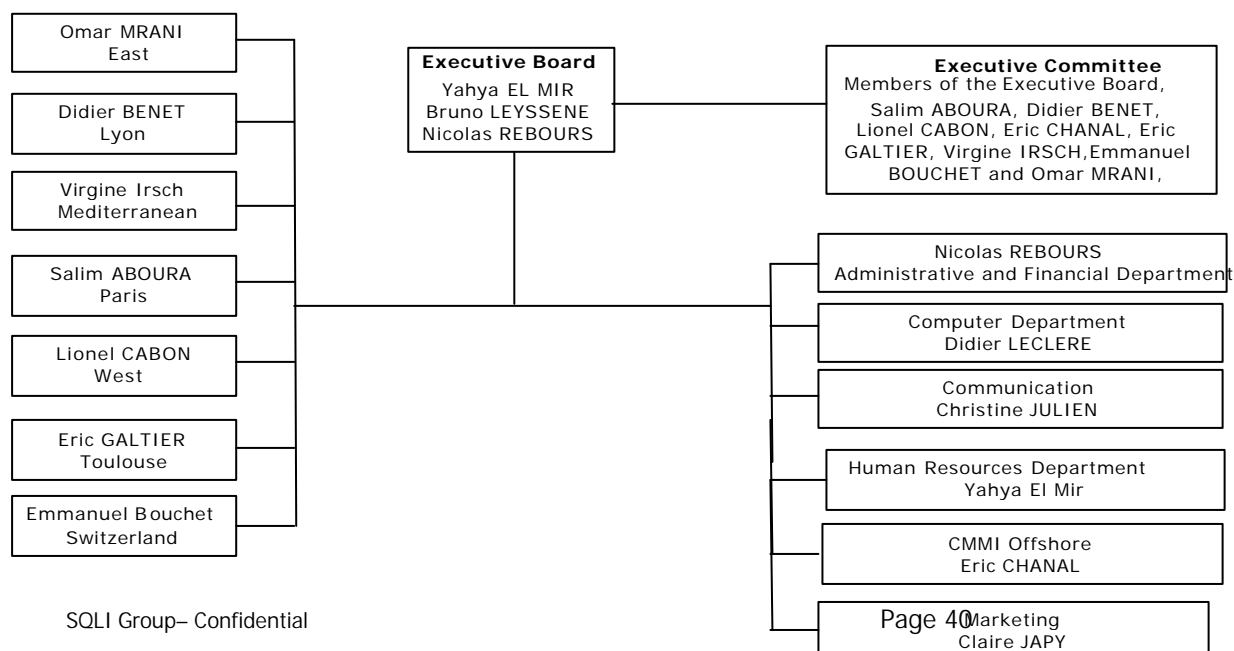 Omar MRANI
East
Didier BENET
Lyon
Virgine Irsch
Mediterranean
Salim ABOURA
Paris
Lionel CABON
West
Eric GALTIER
Toulouse
Emmanuel Bouchet
Switzerland
Executive Board
Yahya EL MIR
Bruno LEYSSENE
Nicolas REBOURS
Executive Committee
Members of the Executive Board,
Salim ABOURA, Didier BENET,
Lionel CABON, Eric CHANAL, Eric
GALTIER, Virgine IRSCH,Emmanuel
BOUCHET and Omar MRANI,
Nicolas REBOURS
Administrative and Financial Department
Computer Department
Didier LECLERE
Communication
Christine JULIEN
Human Resources Department
Yahya El Mir
CMMI Offshore
Eric CHANAL
Marketing
Claire JAPY
SQLI Group– Confidential
Page 40